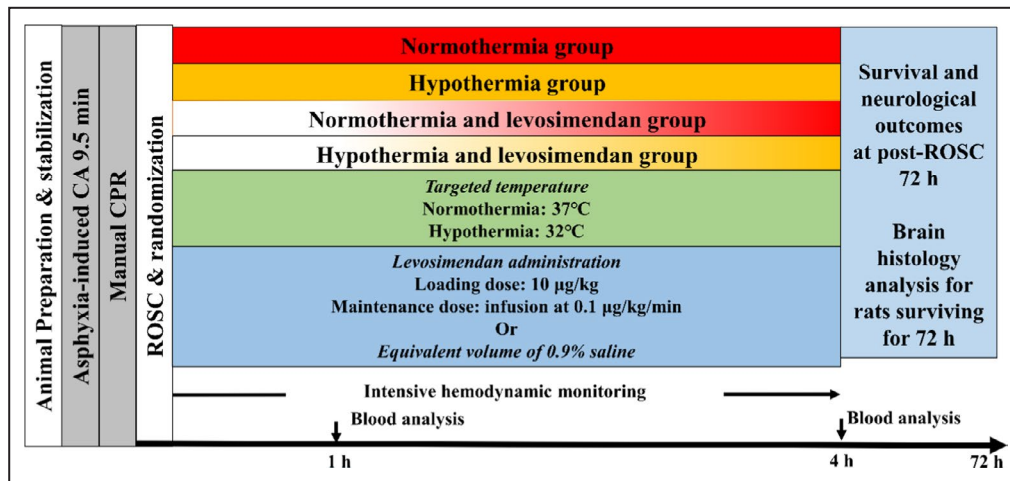 Animal Preparation & stabilization
Asphyxia-induced CA 9.5 min
Manual CPR
ROSC & randomization
Normothermia group
Hypothermia group
Normothermia and levosimendan group
Hypothermia and levosimendan group
Targeted temperature
Normothermia: 37℃
Hypothermia: 32℃
Levosimendan administration
Loading dose: 10 μg/kg
Maintenance dose: infusion at 0.1 μg/kg/min
Or
Equivalent volume of 0.9% saline
Survival and
neurological
outcomes
at post-ROSC
72 h
Brain
histology
analysis for
rats surviving
for 72 h
Intensive hemodynamic monitoring
Blood analysis
Blood analysis
1 h
4 h
72 h